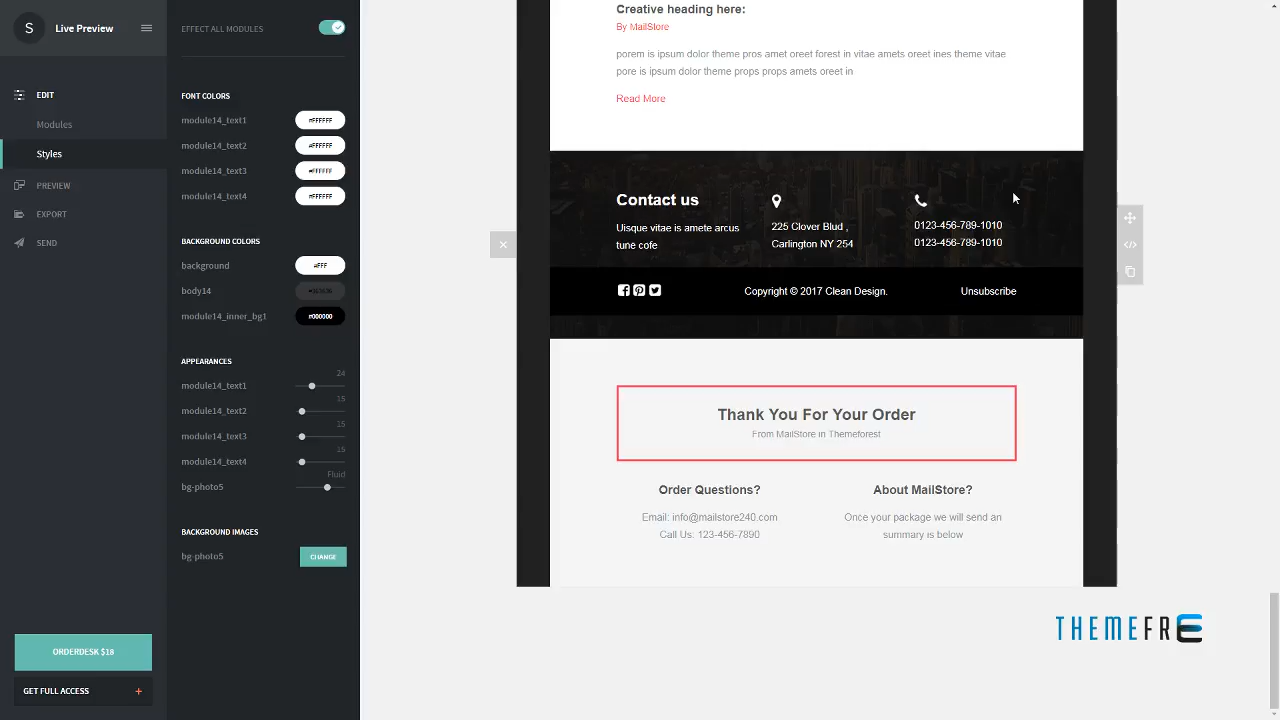 S
Live Preview
EDIT
Modules
Styles
PREVIEW
EXPORT
SEND
ORDERDESK $18
GET FULL ACCESS +
EFFECT ALL MODULES
FONT COLORS
module14_text1 #FFFFFF
module14_text2 #FFFFFF
module14_text3 #FFFFFF
module14_text4 #FFFFFF
BACKGROUND COLORS
background #FFF
body14
module14_inner_bg1 #000000
APPEARANCES
24
module14_text1
15
module14_text2
15
module14_text3
15
module14_text4
Fluid
bg-photo5
BACKGROUND IMAGES
bg-photo5 CHANGE
Creative heading here:
By MailStore
porem is ipsum dolor theme pros amet oreet forest in vitae amets oreet ines theme vitae
pore is ipsum dolor theme props props amets oreet in
Read More
Contact us
Uisque vitae is amete arcus
tune cofe
225 Clover Blud ,
Carlington NY 254
0123-456-789-1010
0123-456-789-1010
Copyright © 2017 Clean Design.
Unsubscribe
Thank You For Your Order
From MailStore in Themeforest
Order Questions?
Email: info@mailstore240.com
Call Us: 123-456-7890
About MailStore?
Once your package we will send an
summary is below
THEMEFRE